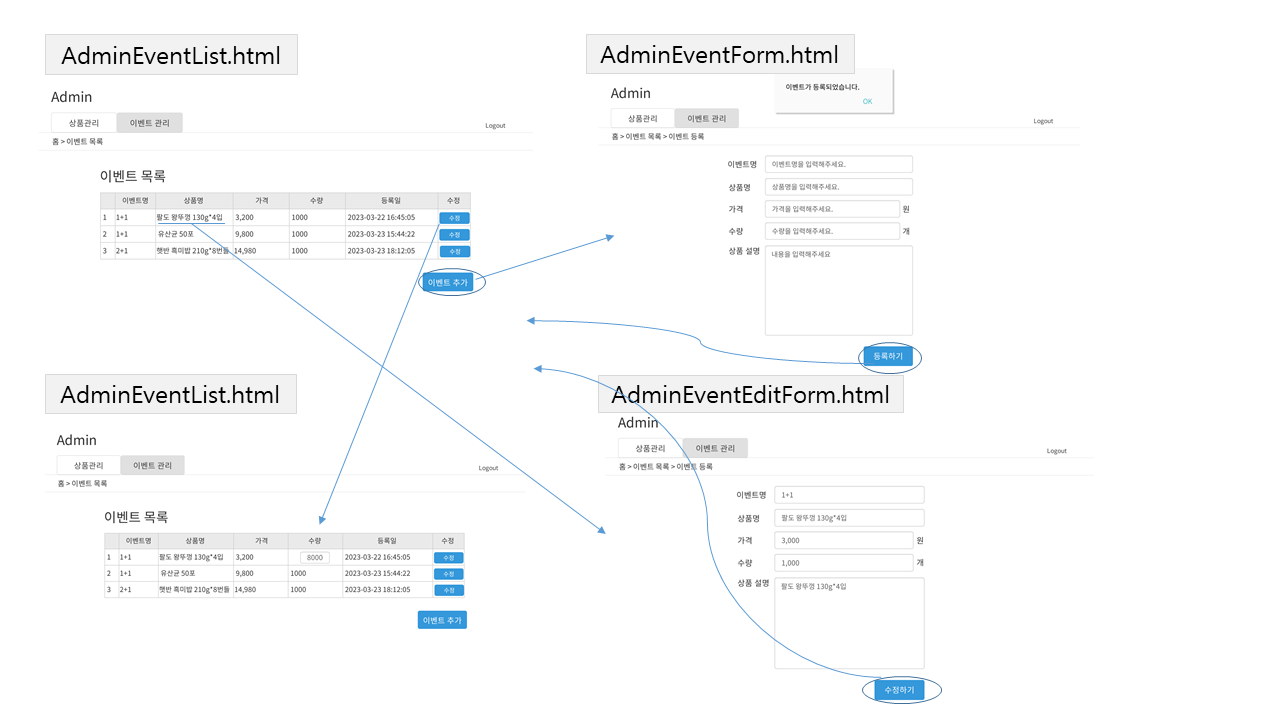 AdminEventList.html
Admin
상품관리 이벤트 관리
Logout
홈 > 이벤트 목록
이벤트 목록
이벤트명 상품명 가격 수량 등록일 수정
1 1+1 팔도 왕뚜껑 130g*4입 3,200 1000 2023-03-22 16:45:05 수정
2 1+1 유산균 50포 9,800 1000 2023-03-23 15:44:22 수정
3 2+1 햇반 흑미밥 210g*8번들 14,980 1000 2023-03-23 18:12:05 수정
이벤트 추가
AdminEventForm.html
이벤트가 등록되었습니다.
OK
Admin
상품관리 이벤트 관리
Logout
홈 > 이벤트 목록 > 이벤트 등록
이벤트명 이벤트명을 입력해주세요.
상품명 상품명을 입력해주세요.
가격 가격을 입력해주세요. 원
수량 수량을 입력해주세요. 개
상품 설명 내용을 입력해주세요
등록하기
AdminEventList.html
Admin
상품관리 이벤트 관리
Logout
홈 > 이벤트 목록
이벤트 목록
이벤트명 상품명 가격 수량 등록일 수정
1 1+1 팔도 왕뚜껑 130g*4입 3,200 8000 2023-03-22 16:45:05 수정
2 1+1 유산균 50포 9,800 1000 2023-03-23 15:44:22 수정
3 2+1 햇반 흑미밥 210g*8번들 14,980 1000 2023-03-23 18:12:05 수정
이벤트 추가
AdminEventEditForm.html
Admin
상품관리 이벤트 관리
Logout
홈 > 이벤트 목록 > 이벤트 등록
이벤트명 1+1
상품명 팔도 왕뚜껑 130g*4입
가격 3,000 원
수량 1,000 개
상품 설명 팔도 왕뚜껑 130g*4입
수정하기